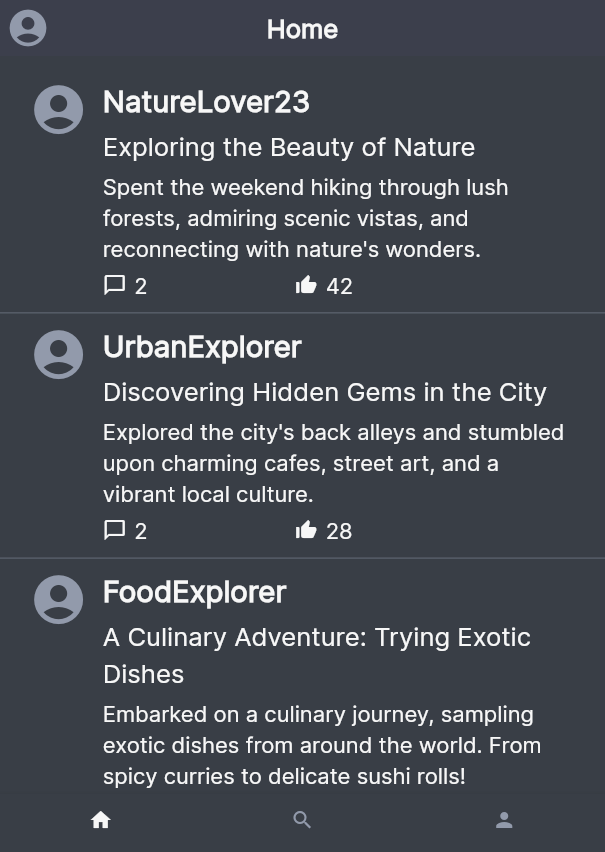 Home
NatureLover23
Exploring the Beauty of Nature
Spent the weekend hiking through lush
forests, admiring scenic vistas, and
reconnecting with nature's wonders.
2 42
UrbanExplorer
Discovering Hidden Gems in the City
Explored the city's back alleys and stumbled
upon charming cafes, street art, and a
vibrant local culture.
2 28
FoodExplorer
A Culinary Adventure: Trying Exotic
Dishes
Embarked on a culinary journey, sampling
exotic dishes from around the world. From
spicy curries to delicate sushi rolls!